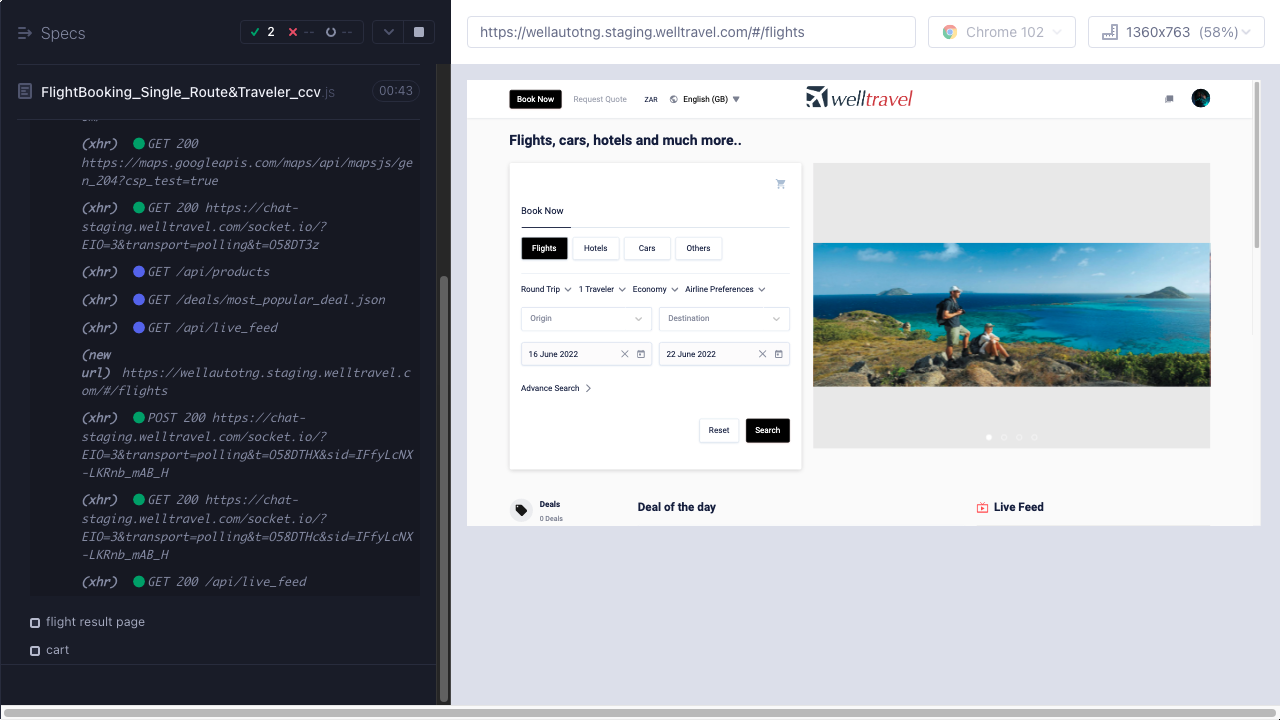 Specs
2
--
--
https://wellautotng.staging.welltravel.com/#/flights
Chrome 102
1360x763 (58%)
FlightBooking_Single_Route&Traveler_ccv.js
00:43
(xhr) GET 200
https://maps.googleapis.com/maps/api/mapsjs/ge
n_204?csp_test=true
(xhr) GET 200 https://chat-
staging.welltravel.com/socket.io/?
EIO=3&transport=polling&t=O58DT3z
(xhr) GET /api/products
(xhr) GET /deals/most_popular_deal.json
(xhr) GET /api/live_feed
(new
url) https://wellautotng.staging.welltravel.c
om/#/flights
(xhr) POST 200 https://chat-
staging.welltravel.com/socket.io/?
EIO=3&transport=polling&t=O58DTHX&sid=IFfyLcNX
-LKRnb_mAB_H
(xhr) GET 200 https://chat-
staging.welltravel.com/socket.io/?
EIO=3&transport=polling&t=O58DTHc&sid=IFfyLcNX
-LKRnb_mAB_H
(xhr) GET 200 /api/live_feed
flight result page
cart
Book Now
Request Quote
ZAR
English (GB)
welltravel
Flights, cars, hotels and much more..
Book Now
Flights
Hotels
Cars
Others
Round Trip
1 Traveler
Economy
Airline Preferences
Origin
Destination
16 June 2022
22 June 2022
Advance Search
Reset
Search
Deals
0 Deals
Deal of the day
Live Feed